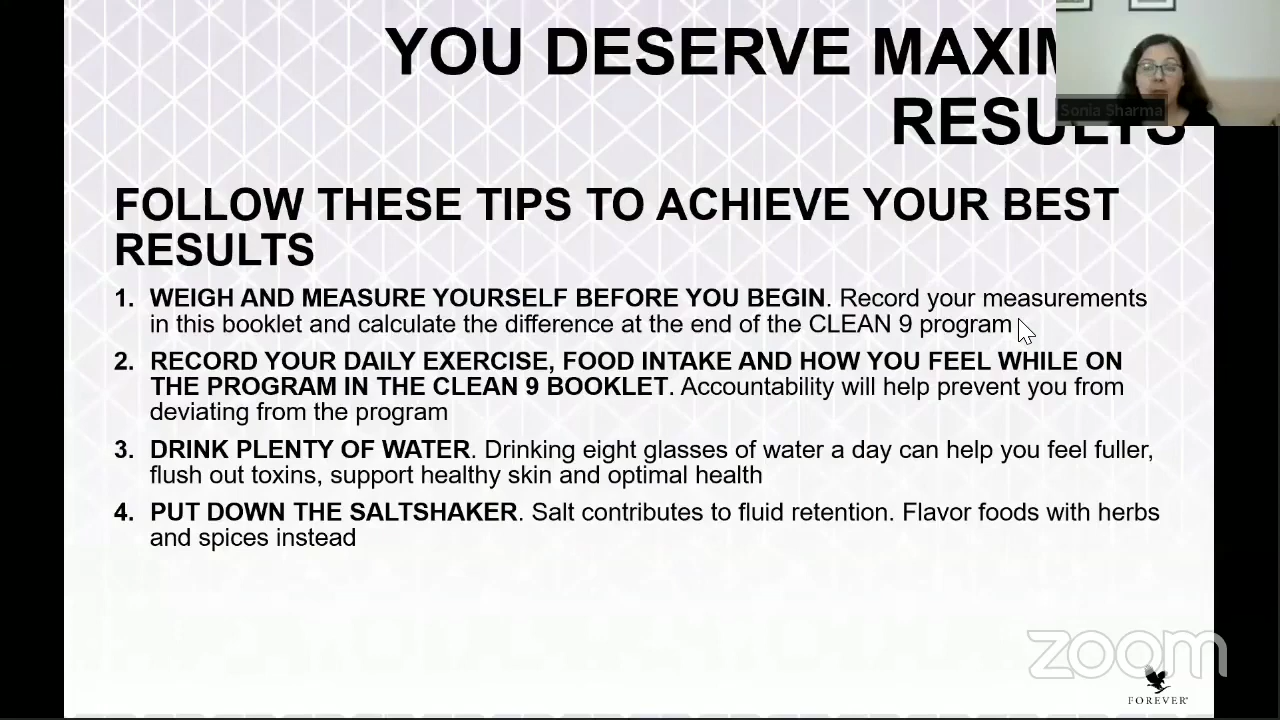 YOU DESERVE MAXIM
RESULTS
Sonia Sharma
FOLLOW THESE TIPS TO ACHIEVE YOUR BEST
RESULTS
1. WEIGH AND MEASURE YOURSELF BEFORE YOU BEGIN. Record your measurements
in this booklet and calculate the difference at the end of the CLEAN 9 program
2. RECORD YOUR DAILY EXERCISE, FOOD INTAKE AND HOW YOU FEEL WHILE ON
THE PROGRAM IN THE CLEAN 9 BOOKLET. Accountability will help prevent you from
deviating from the program
3. DRINK PLENTY OF WATER. Drinking eight glasses of water a day can help you feel fuller,
flush out toxins, support healthy skin and optimal health
4. PUT DOWN THE SALTSHAKER. Salt contributes to fluid retention. Flavor foods with herbs
and spices instead
zoom
FOREVER